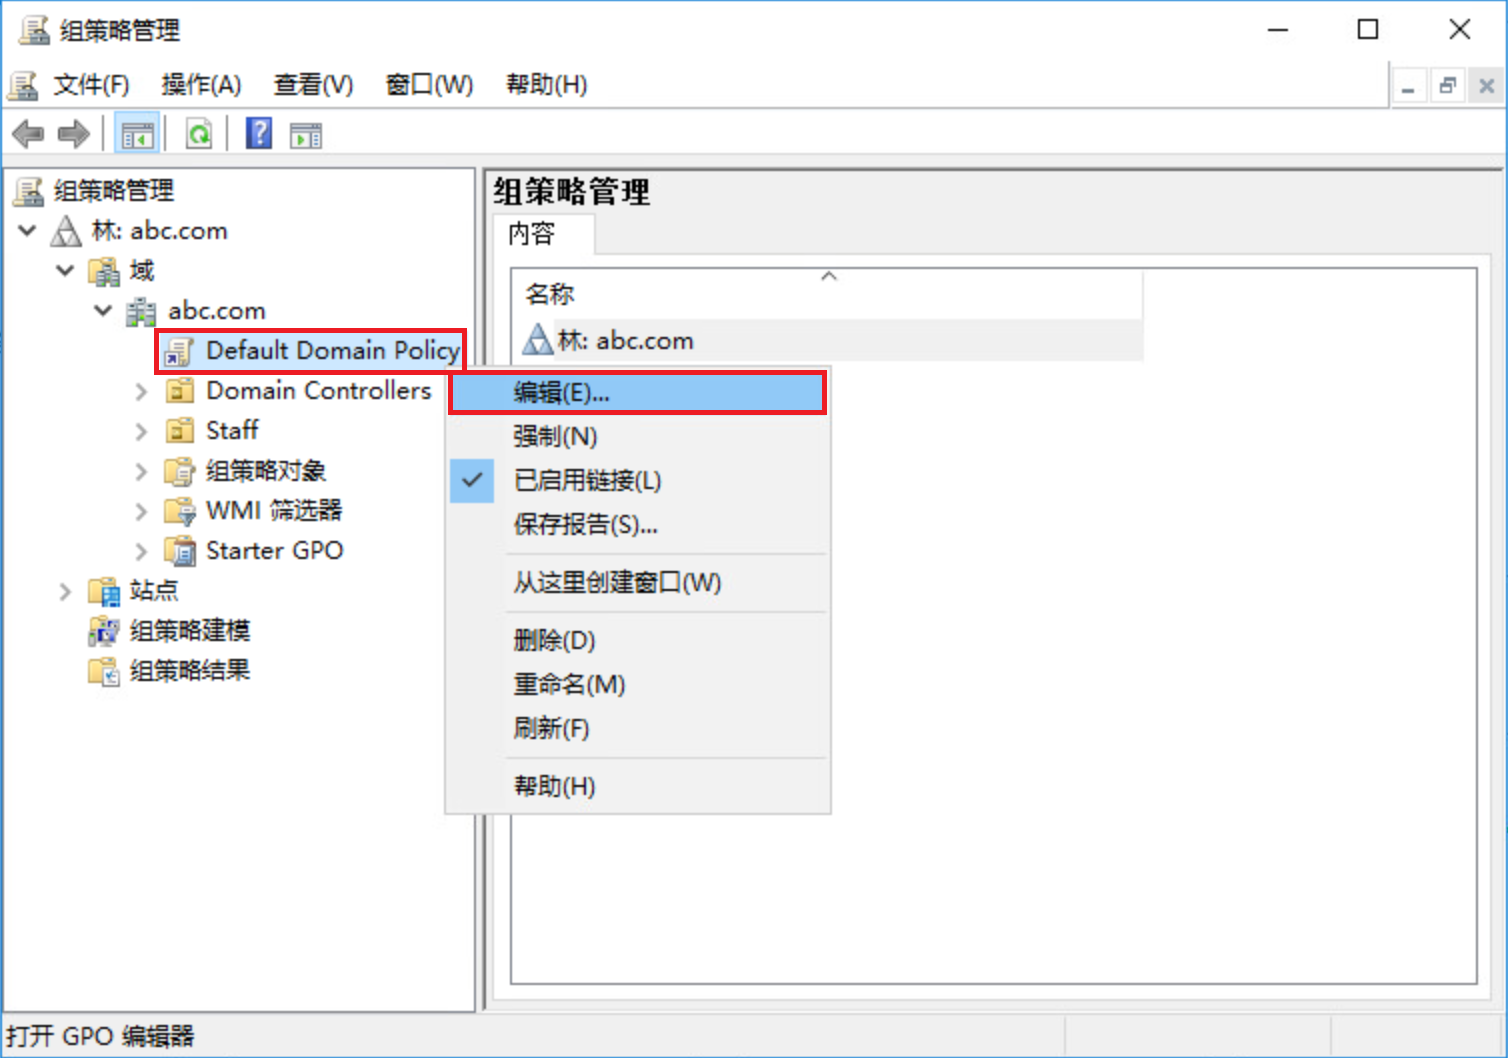 组策略管理
文件(F) 操作(A) 查看(V) 窗口(W) 帮助(H)
组策略管理
林: abc.com
域
abc.com
Default Domain Policy
Domain Controllers
Staff
组策略对象
WMI 筛选器
Starter GPO
站点
组策略建模
组策略结果
组策略管理
内容
名称
林: abc.com
编辑(E)...
强制(N)
已启用链接(L)
保存报告(S)...
从这里创建窗口(W)
删除(D)
重命名(M)
刷新(F)
帮助(H)
打开 GPO 编辑器